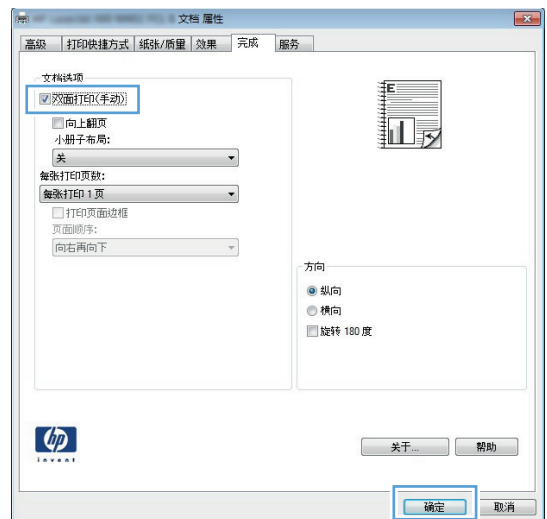 文档 属性
高级 打印快捷方式 纸张/质量 效果 完成 服务
文档选项
双面打印(手动)
向上翻页
小册子布局:
关
每张打印页数:
每张打印 1 页
打印页面边框
页面顺序:
向右再向下
E
方向
纵向
横向
旋转 180 度
hp
invent
关于... 帮助
确定 取消